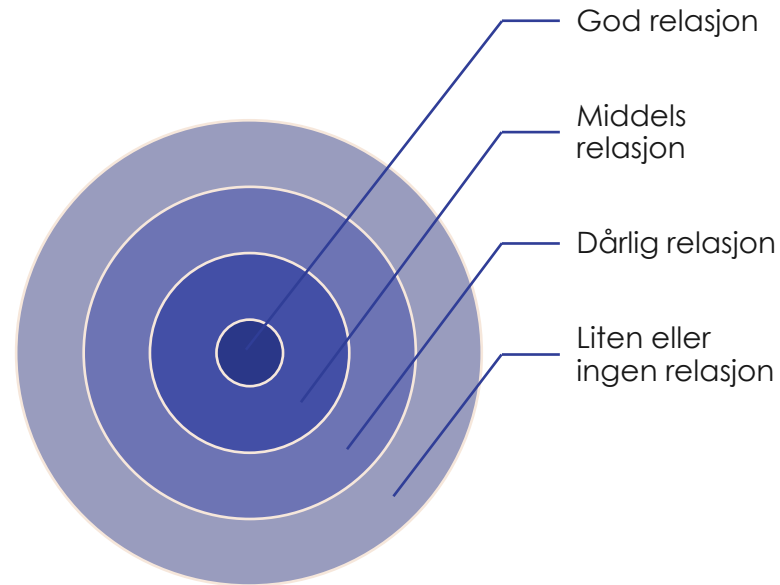 God relasjon
Middels
relasjon
Dårlig relasjon
Liten eller
ingen relasjon